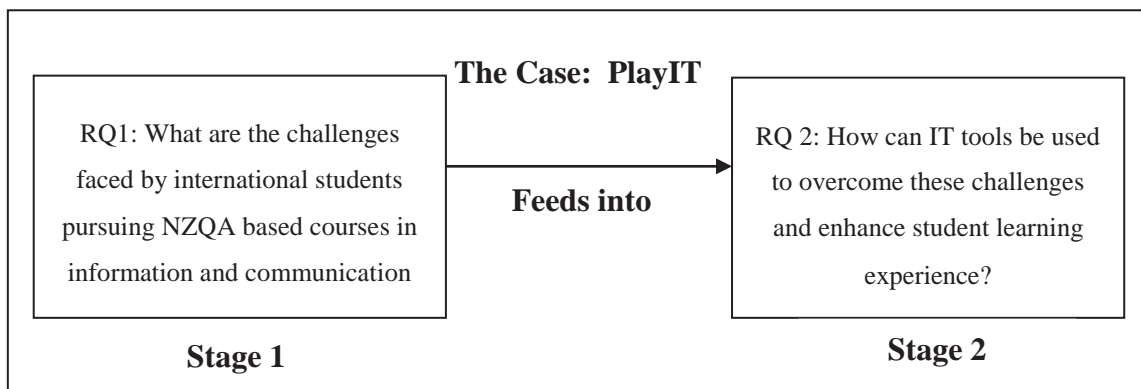 The Case: PlayIT
RQ1: What are the challenges
faced by international students
pursuing NZQA based courses in
information and communication
Stage 1
Feeds into
RQ 2: How can IT tools be used
to overcome these challenges
and enhance student learning
experience?
Stage 2